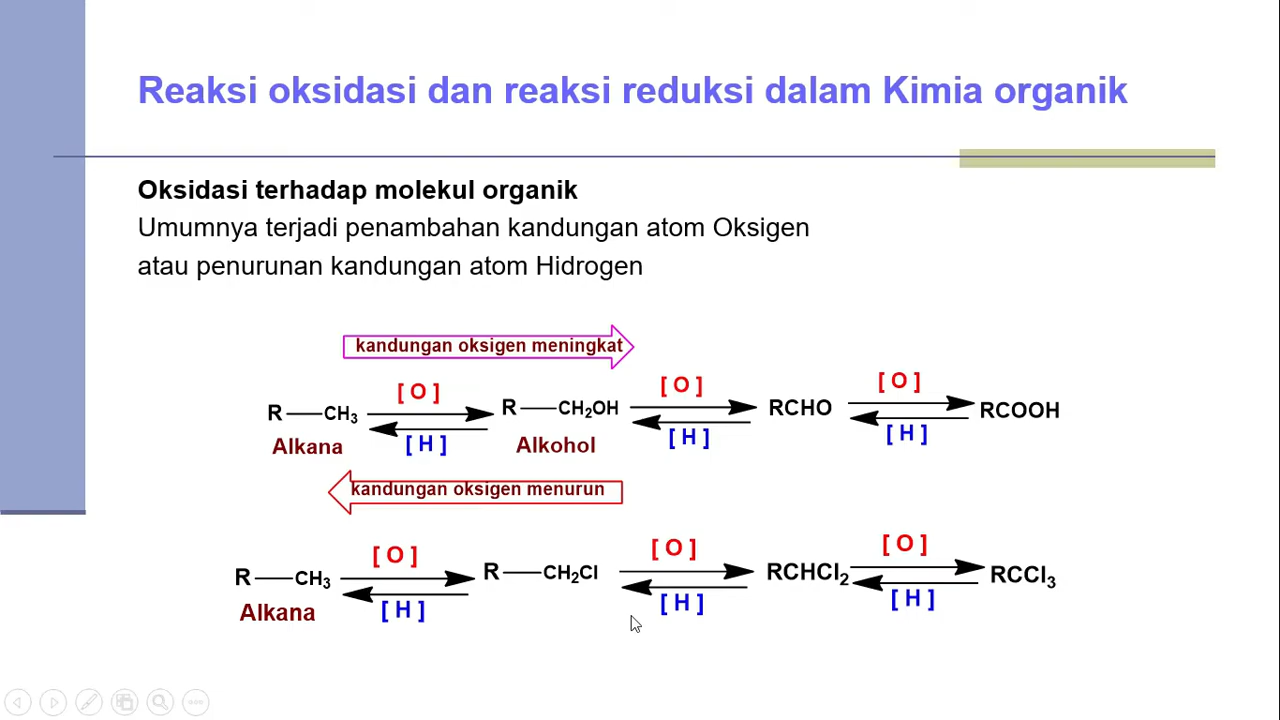 Reaksi oksidasi dan reaksi reduksi dalam Kimia organik
Oksidasi terhadap molekul organik
Umumnya terjadi penambahan kandungan atom Oksigen
atau penurunan kandungan atom Hidrogen
kandungan oksigen meningkat
[ O ] [ O ] [ O ]
R—CH₃ R—CH₂OH RCHO RCOOH
[ H ] [ H ] [ H ]
Alkana Alkohol
kandungan oksigen menurun
[ O ] [ O ] [ O ]
R—CH₃ R—CH₂Cl RCHCl₂ RCCl₃
[ H ] [ H ] [ H ]
Alkana